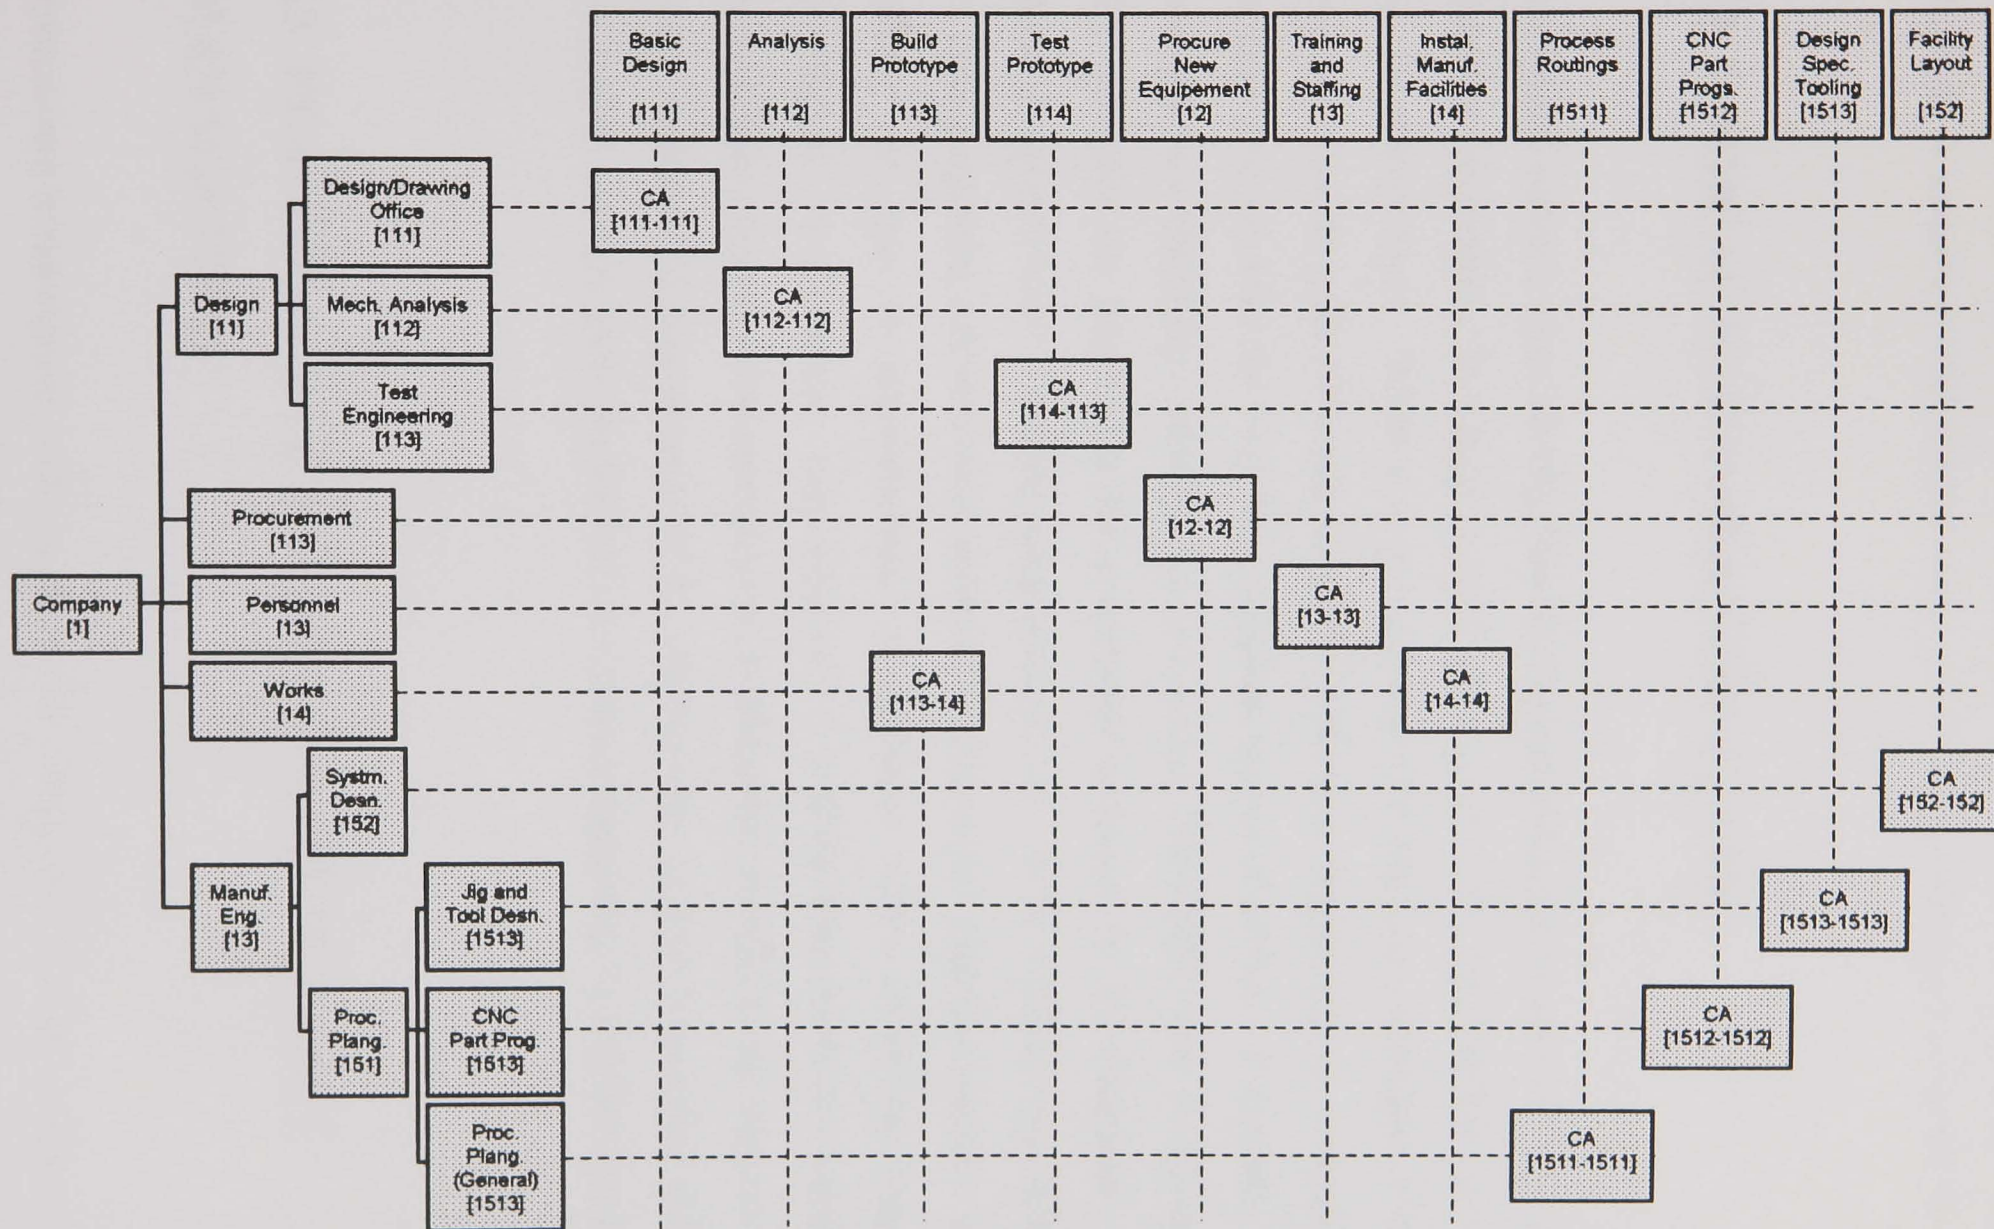 Basic
Design
[111]
Analysis
[112]
Build
Prototype
[113]
Test
Prototype
[114]
Procure
New
Equipement
[12]
Training
and
Staffing
[13]
Instal.
Manuf.
Facilities
[14]
Process
Routings
[1511]
CNC
Part
Progs.
[1512]
Design
Spec.
Tooling
[1513]
Facility
Layout
[152]
Design/Drawing
Office
[111]
CA
[111-111]
Design
[11]
Mech. Analysis
[112]
CA
[112-112]
Test
Engineering
[113]
CA
[114-113]
Procurement
[113]
CA
[12-12]
Company
[1]
Personnel
[13]
CA
[13-13]
Works
[14]
CA
[113-14]
CA
[14-14]
Systm.
Desn.
[152]
CA
[152-152]
Manuf.
Eng.
[13]
Jig and
Tool Desn.
[1513]
CA
[1513-1513]
Proc.
Plang.
[151]
CNC
Part Prog
[1513]
CA
[1512-1512]
Proc.
Plang.
(General)
[1513]
CA
[1511-1511]